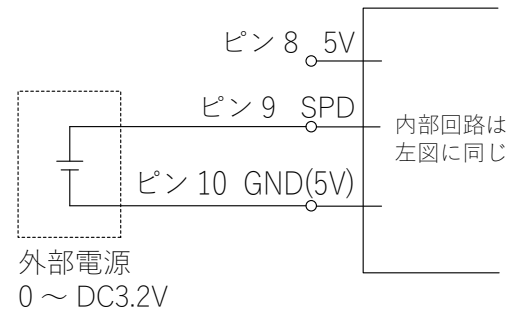 ピン 8 5V
ピン 9 SPD
内部回路は
左図に同じ
ピン 10 GND(5V)
外部電源
0 ～ DC3.2V